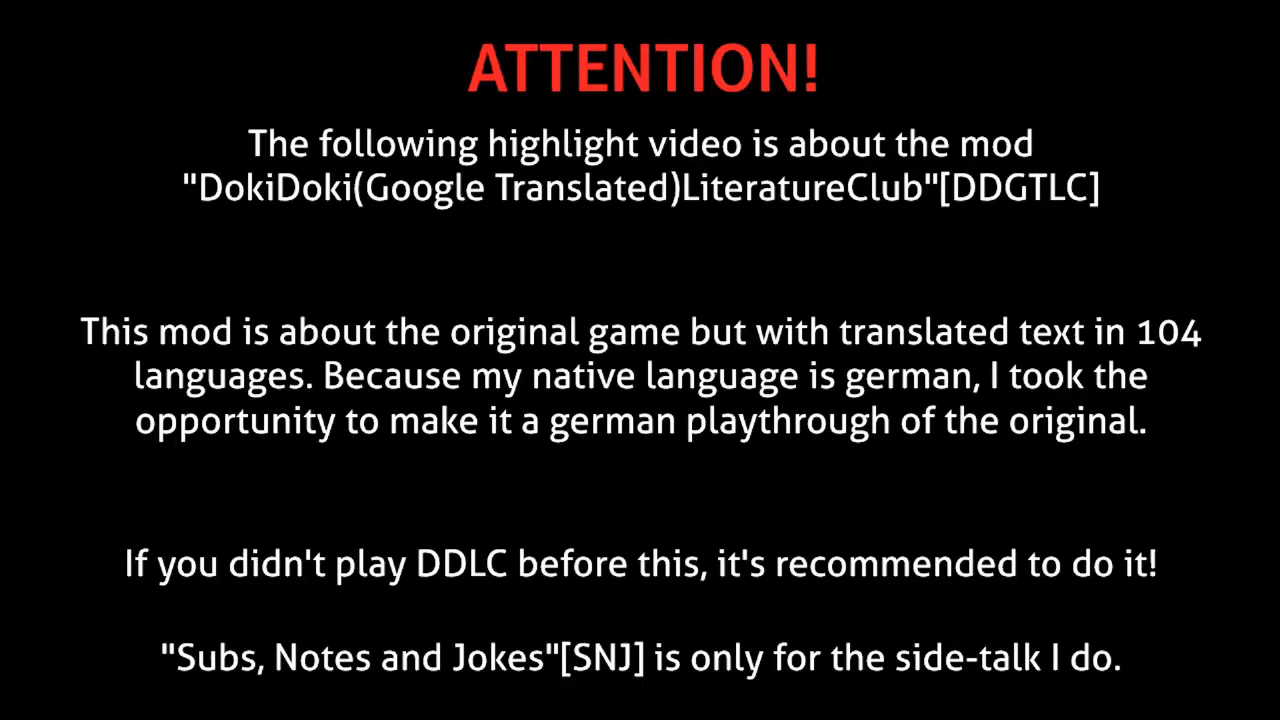 ATTENTION!
The following highlight video is about the mod
"DokiDoki(Google Translated)LiteratureClub"[DDGTLC]
This mod is about the original game but with translated text in 104
languages. Because my native language is german, I took the
opportunity to make it a german playthrough of the original.
If you didn't play DDLC before this, it's recommended to do it!
"Subs, Notes and Jokes"[SNJ] is only for the side-talk I do.